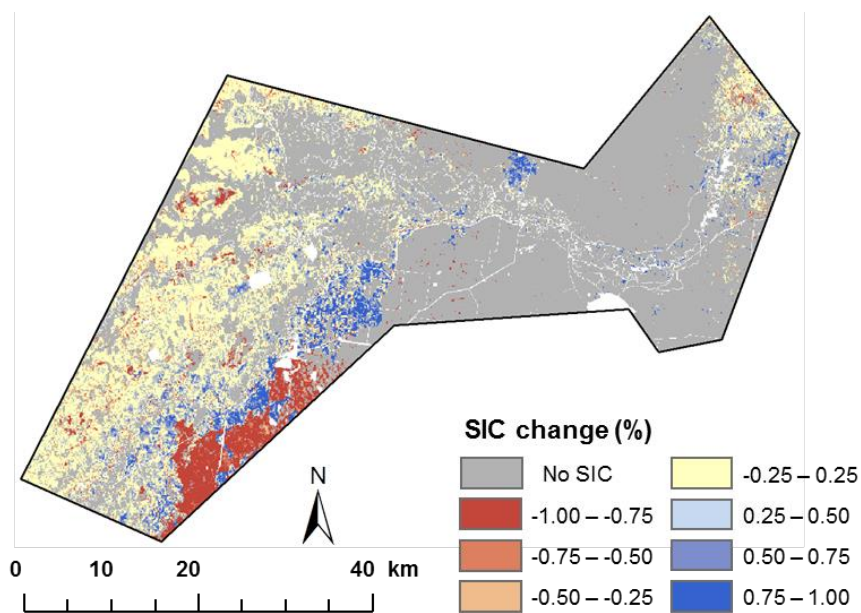 SIC change (%)
No SIC
-0.25 – 0.25
-1.00 – -0.75
0.25 – 0.50
-0.75 – -0.50
0.50 – 0.75
-0.50 – -0.25
0.75 – 1.00
N
0 10 20 40 km